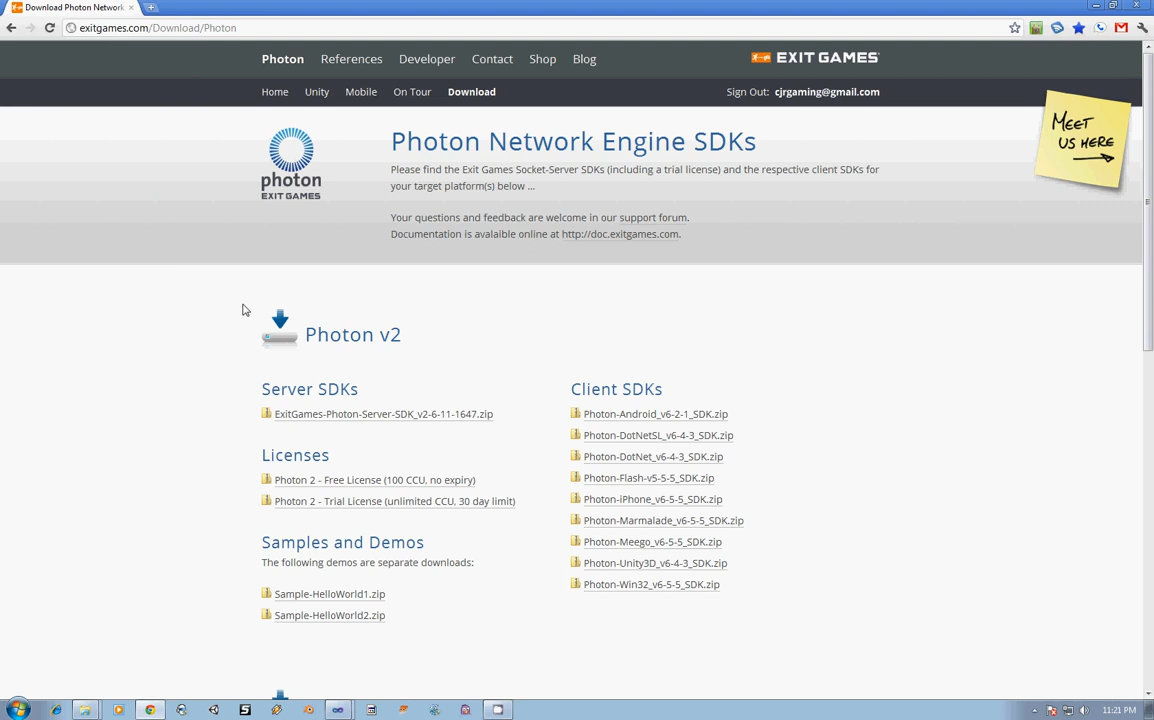 Download Photon Network
exitgames.com/Download/Photon
Photon References Developer Contact Shop Blog EXIT GAMES
Home Unity Mobile On Tour Download Sign Out: cjrgaming@gmail.com
MEET US HERE
photon
EXIT GAMES
Photon Network Engine SDKs
Please find the Exit Games Socket-Server SDKs (including a trial license) and the respective client SDKs for
your target platform(s) below ...
Your questions and feedback are welcome in our support forum.
Documentation is avalaible online at http://doc.exitgames.com.
Photon v2
Server SDKs
ExitGames-Photon-Server-SDK_v2-6-11-1647.zip
Licenses
Photon 2 - Free License (100 CCU, no expiry)
Photon 2 - Trial License (unlimited CCU, 30 day limit)
Samples and Demos
The following demos are separate downloads:
Sample-HelloWorld1.zip
Sample-HelloWorld2.zip
Client SDKs
Photon-Android_v6-2-1_SDK.zip
Photon-DotNetSL_v6-4-3_SDK.zip
Photon-DotNet_v6-4-3_SDK.zip
Photon-Flash-v5-5-5_SDK.zip
Photon-iPhone_v6-5-5_SDK.zip
Photon-Marmalade_v6-5-5_SDK.zip
Photon-Meego_v6-5-5_SDK.zip
Photon-Unity3D_v6-4-3_SDK.zip
Photon-Win32_v6-5-5_SDK.zip
11:21 PM